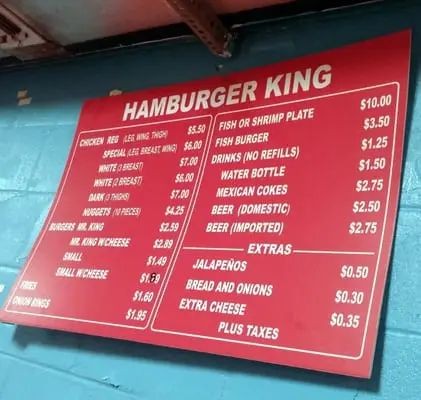 HAMBURGER KING
CHICKEN REG (LEG, WING, THIGH) $5.50
SPECIAL (LEG, BREAST, WING) $6.00
WHITE (3 BREAST) $7.00
WHITE (2 BREAST) $6.00
DARK (3 THIGHS) $7.00
NUGGETS (10 PIECES) $4.25
BURGERS MR. KING $2.59
MR. KING W/CHEESE $2.89
SMALL $1.49
SMALL W/CHEESE
FRIES $1.60
ONION RINGS $1.95
FISH OR SHRIMP PLATE $10.00
FISH BURGER $3.50
DRINKS (NO REFILLS) $1.25
WATER BOTTLE $1.50
MEXICAN COKES $2.75
BEER (DOMESTIC) $2.50
BEER (IMPORTED) $2.75
EXTRAS
JALAPEÑOS $0.50
BREAD AND ONIONS $0.30
EXTRA CHEESE $0.35
PLUS TAXES